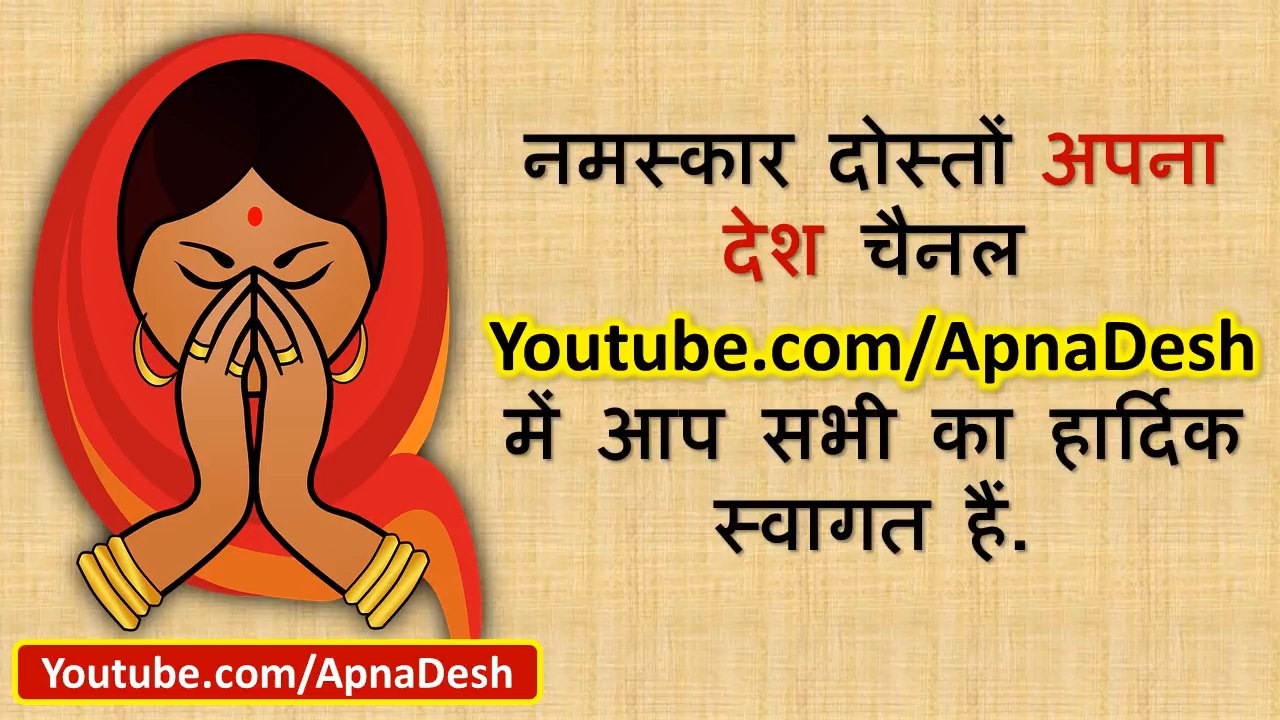 नमस्कार दोस्तों अपना
देश चैनल
Youtube.com/ApnaDesh
में आप सभी का हार्दिक
स्वागत हैं.
Youtube.com/ApnaDesh